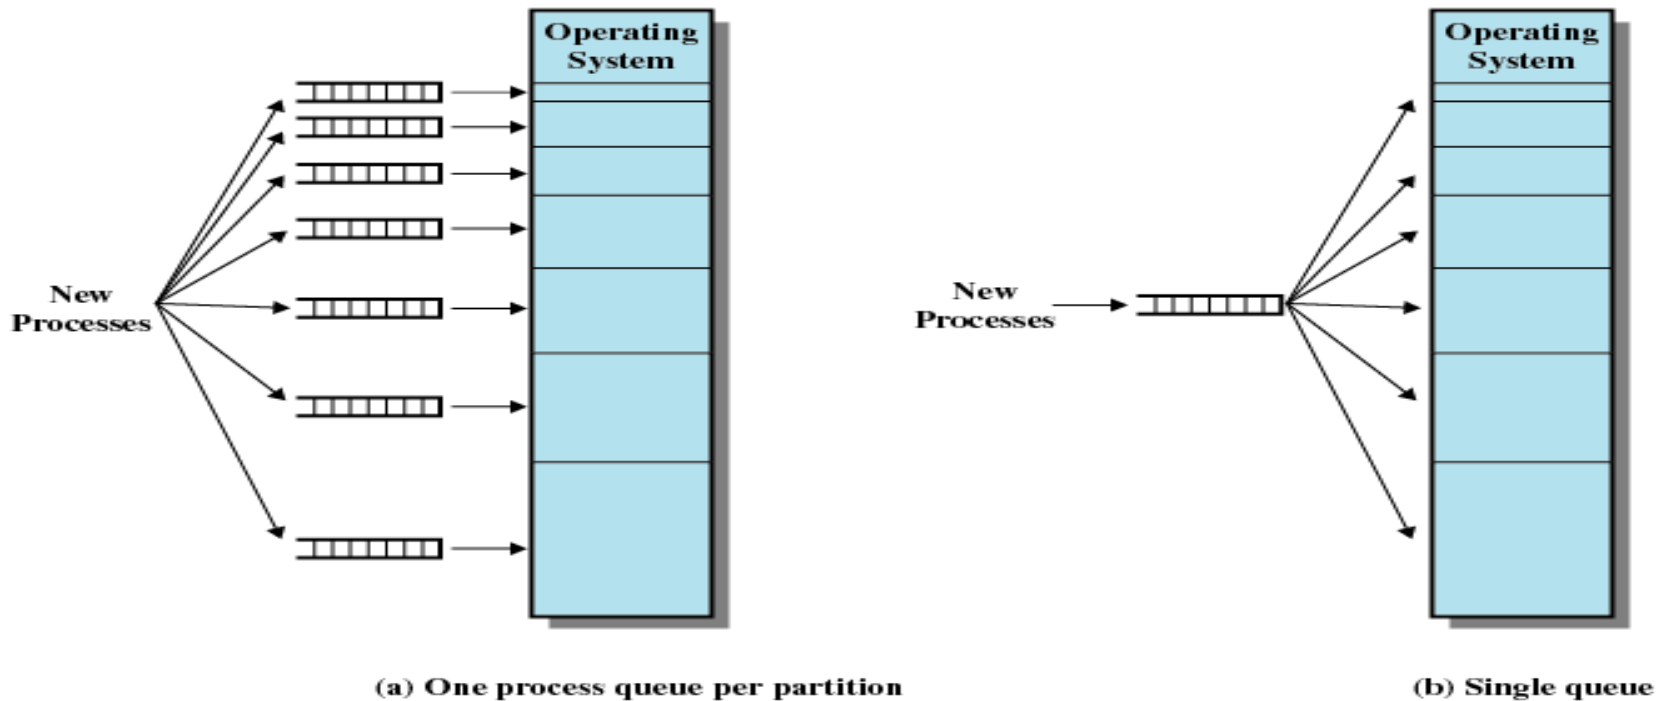 Operating
System
New
Processes
(a) One process queue per partition
Operating
System
New
Processes
(b) Single queue